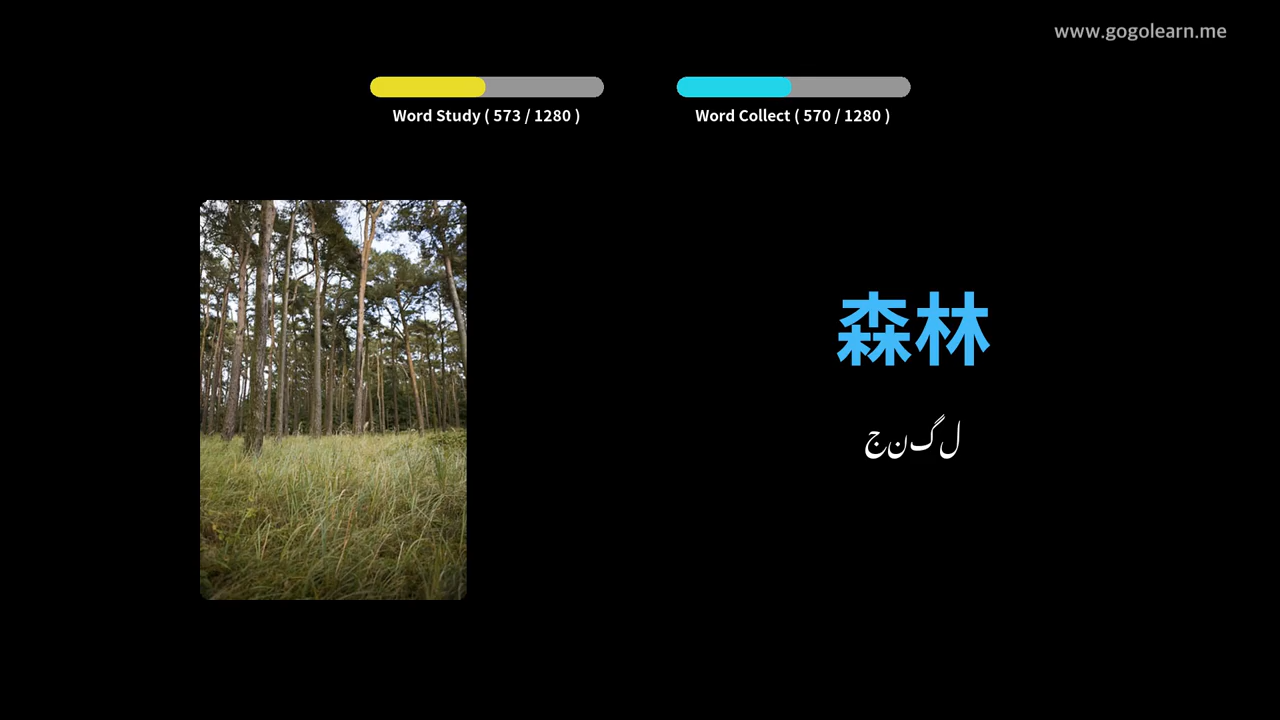 www.gogolearn.me
Word Study ( 573 / 1280 )
Word Collect ( 570 / 1280 )
森林
ل گ ن ج